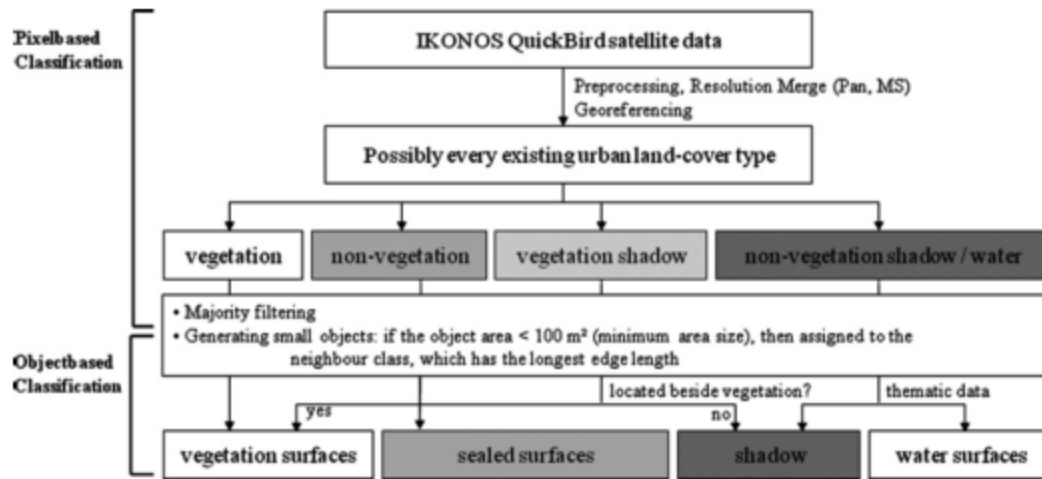 Pixelbased
Classification
IKONOS QuickBird satellite data
Preprocessing, Resolution Merge (Pan, MS)
Georeferencing
Possibly every existing urban land-cover type
vegetation
non-vegetation
vegetation shadow
non-vegetation shadow / water
• Majority filtering
• Generating small objects: if the object area < 100 m² (minimum area size), then assigned to the
neighbour class, which has the longest edge length
Objectbased
Classification
located beside vegetation?
thematic data
yes
no
vegetation surfaces
sealed surfaces
shadow
water surfaces